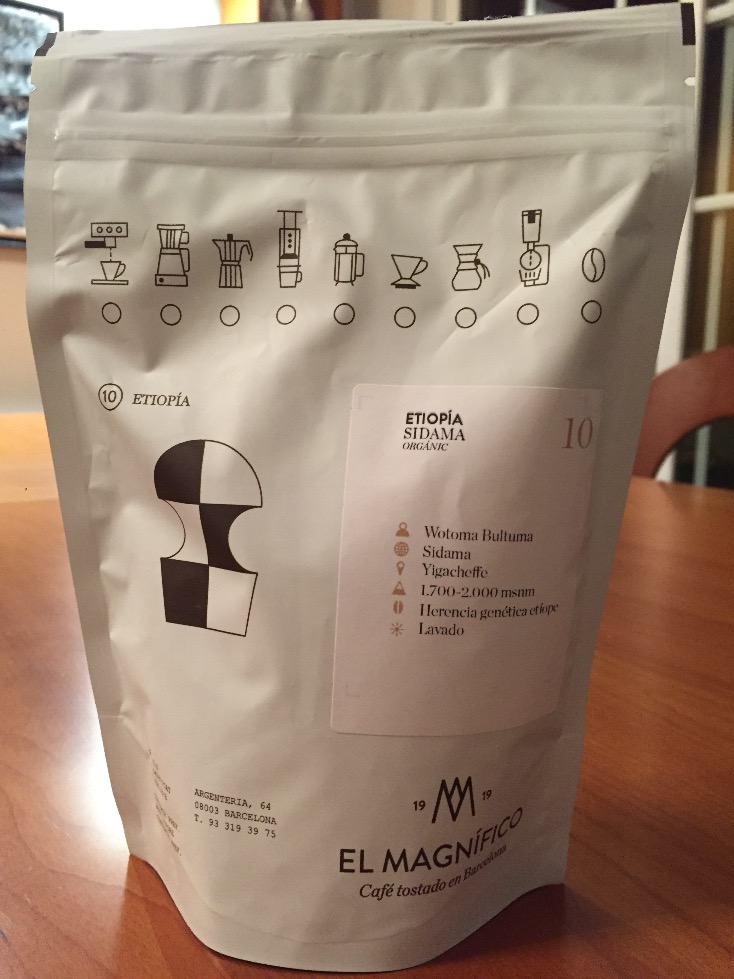 10 ETIOPÍA
ETIOPÍA
SIDAMA
ORGÁNIC
10
Wotoma Bultuma
Sidama
Yigacheffe
1.700-2.000 msnm
Herencia genética etíope
Lavado
ARGENTERIA, 64
08003 BARCELONA
T. 93 319 39 75
19 M 19
EL MAGNÍFICO
Café tostado en Barcelona